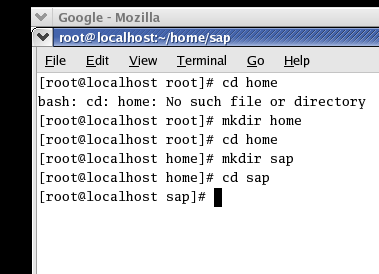 Google - Mozilla
root@localhost:~/home/sap
File Edit View Terminal Go Help
[root@localhost root]# cd home
bash: cd: home: No such file or directory
[root@localhost root]# mkdir home
[root@localhost root]# cd home
[root@localhost home]# mkdir sap
[root@localhost home]# cd sap
[root@localhost sap]#